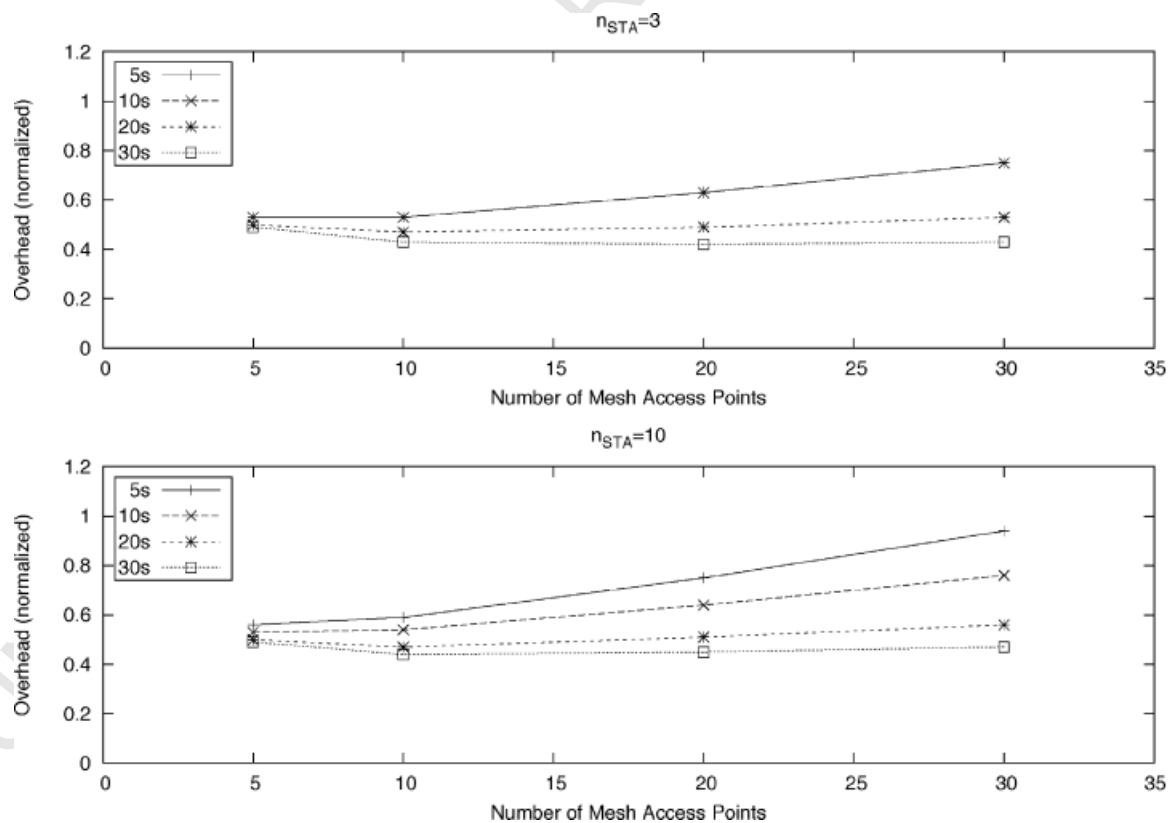 n_STA=3
1.2
1
0.8
0.6
0.4
0.2
0
Overhead (normalized)
5s
10s
20s
30s
0 5 10 15 20 25 30 35
Number of Mesh Access Points
n_STA=10
1.2
1
0.8
0.6
0.4
0.2
0
Overhead (normalized)
5s
10s
20s
30s
0 5 10 15 20 25 30 35
Number of Mesh Access Points